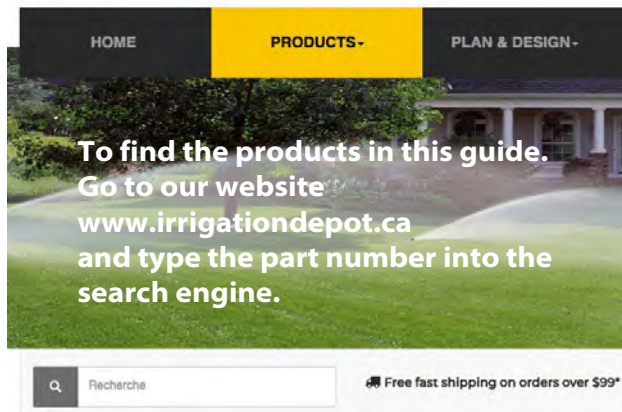 HOME PRODUCTS- PLAN & DESIGN-
To find the products in this guide.
Go to our website
www.irrigationdepot.ca
and type the part number into the
search engine.
Recherche Free fast shipping on orders over $99*